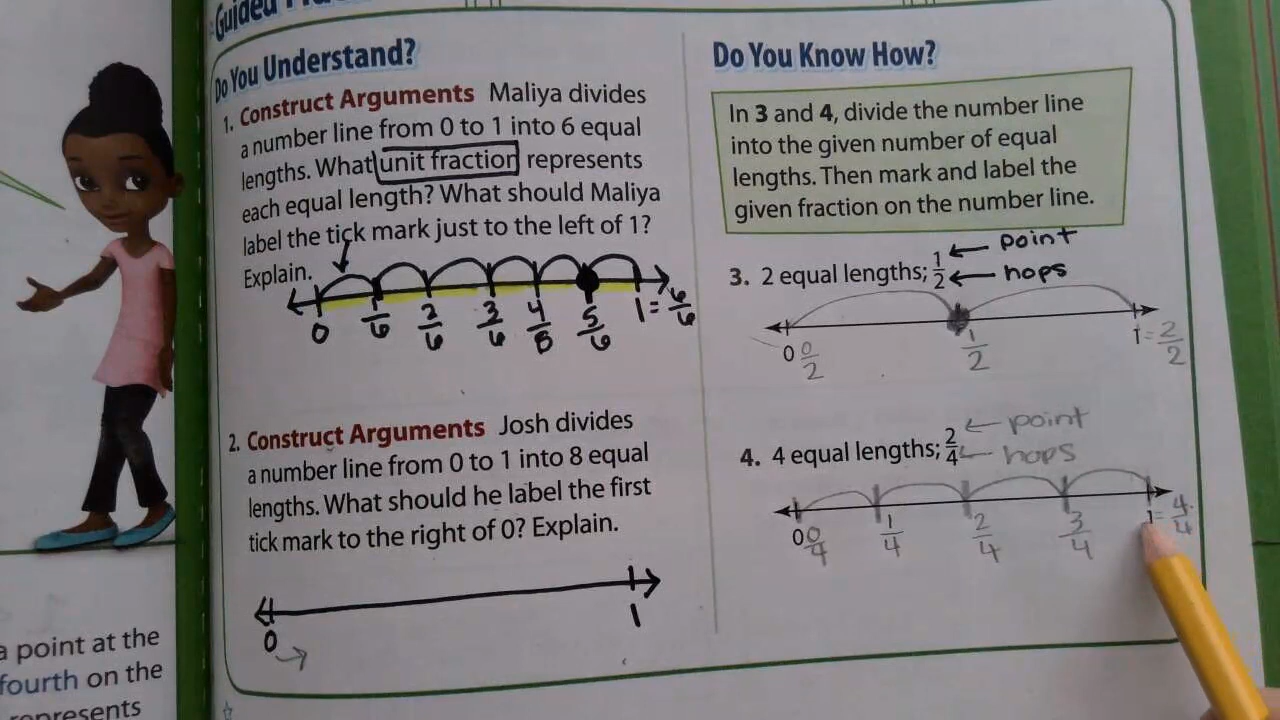 Guided
Do You Understand?
1. Construct Arguments Maliya divides
a number line from 0 to 1 into 6 equal
lengths. What unit fraction represents
each equal length? What should Maliya
label the tick mark just to the left of 1?
Explain.
0 1/6 2/6 3/6 4/6 5/6 1 = 6/6
2. Construct Arguments Josh divides
a number line from 0 to 1 into 8 equal
lengths. What should he label the first
tick mark to the right of 0? Explain.
0 1
Do You Know How?
In 3 and 4, divide the number line
into the given number of equal
lengths. Then mark and label the
given fraction on the number line.
3. 2 equal lengths; 1/2 ← point ← hops
0 0/2 1/2 1 = 2/2
4. 4 equal lengths; 2/4 ← point ← hops
0 0/4 1/4 2/4 3/4 1 = 4/4
a point at the
fourth on the
represents